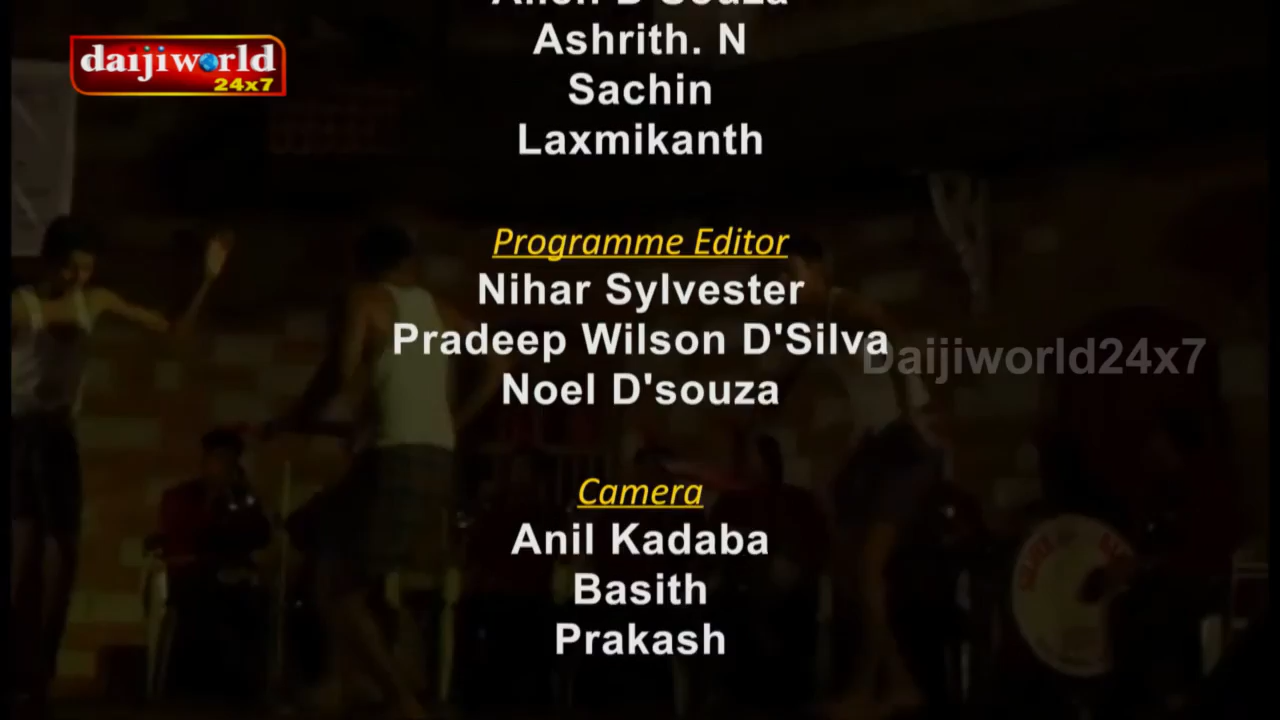 daijiworld
24x7
Ashrith. N
Sachin
Laxmikanth
Programme Editor
Nihar Sylvester
Pradeep Wilson D'Silva
Noel D'souza
Daijiworld24x7
Camera
Anil Kadaba
Basith
Prakash